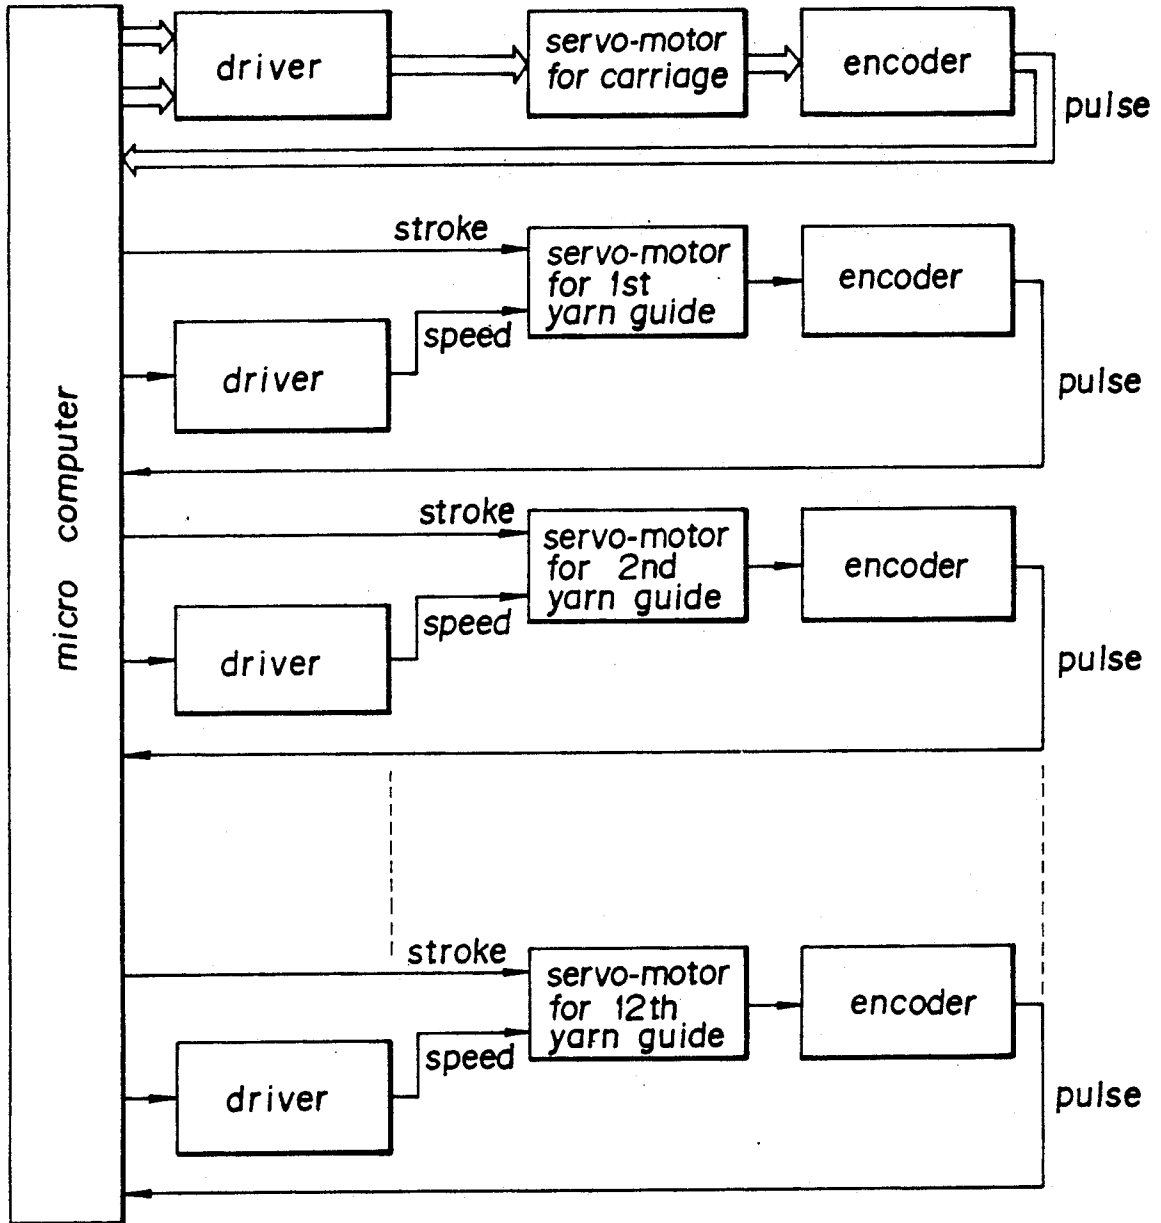 micro computer
driver
servo-motor
for carriage
encoder
pulse
stroke
servo-motor
for 1st
yarn guide
encoder
speed
driver
pulse
stroke
servo-motor
for 2nd
yarn guide
encoder
speed
driver
pulse
stroke
servo-motor
for 12th
yarn guide
encoder
speed
driver
pulse